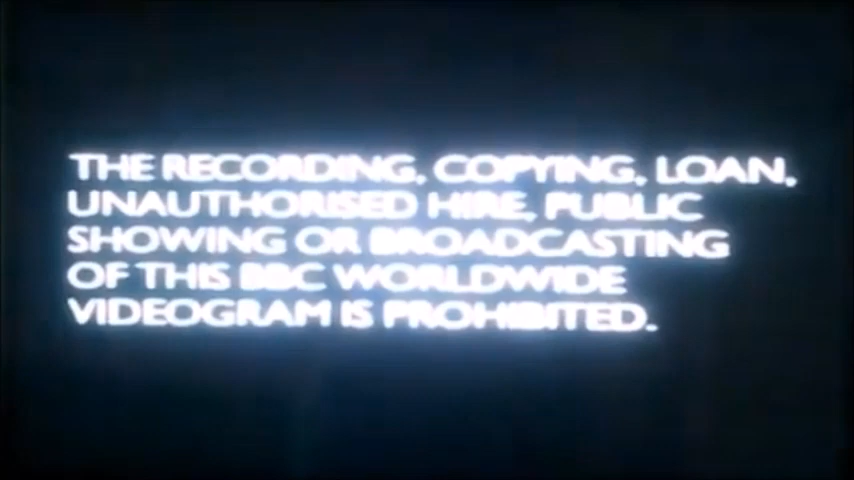 THE RECORDING, COPYING, LOAN,
UNAUTHORISED HIRE, PUBLIC
SHOWING OR BROADCASTING
OF THIS BBC WORLDWIDE
VIDEOGRAM IS PROHIBITED.